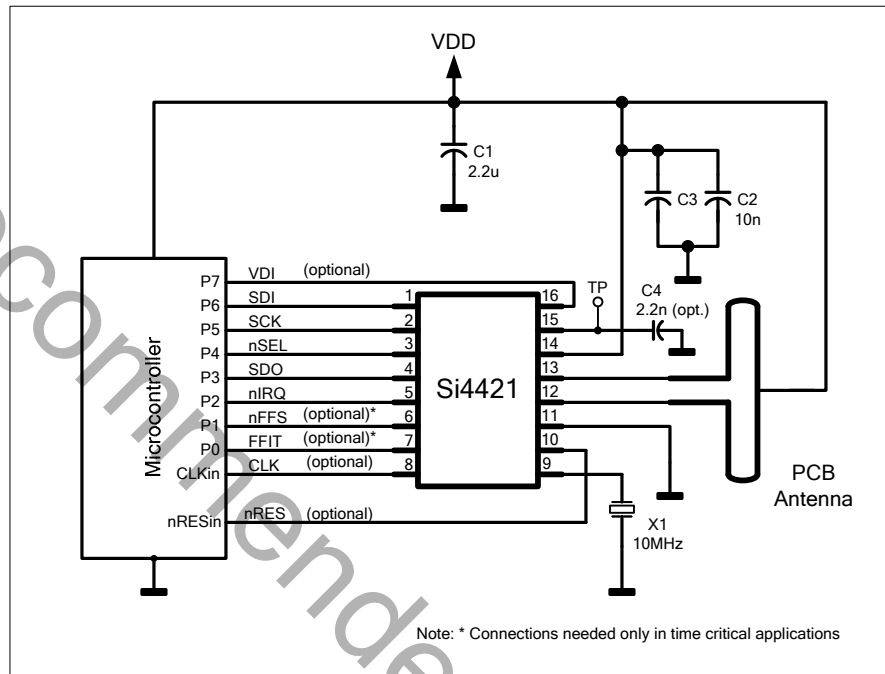 VDD
C1
2.2u
C3
C2
10n
TP
C4
2.2n (opt.)
Microcontroller
P7 VDI (optional)
P6 SDI 1
P5 SCK 2
P4 nSEL 3
P3 SDO 4
P2 nIRQ 5
P1 nFFS (optional)* 6
P0 FFIT (optional)* 7
CLKin CLK (optional) 8
nRESin nRES (optional)
Si4421
16
15
14
13
12
11
10
9
X1
10MHz
PCB
Antenna
Note: * Connections needed only in time critical applications
ecommende